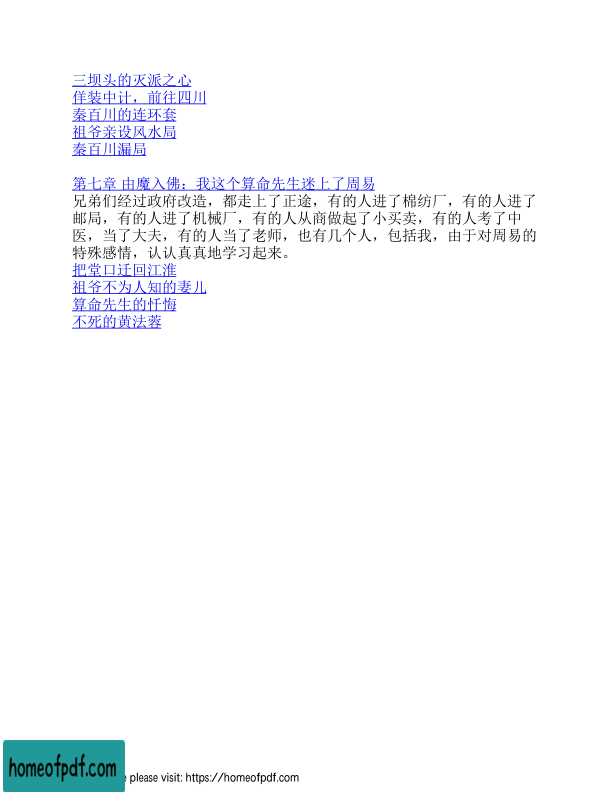 三坝头的灭派之心
佯装中计，前往四川
秦百川的连环套
祖爷亲设风水局
秦百川漏局
第七章 由魔入佛：我这个算命先生迷上了周易
兄弟们经过政府改造，都走上了正途，有的人进了棉纺厂，有的人进了
邮局，有的人进了机械厂，有的人从商做起了小买卖，有的人考了中
医，当了大夫，有的人当了老师，也有几个人，包括我，由于对周易的
特殊感情，认认真真地学习起来。
把堂口迁回江淮
祖爷不为人知的妻儿
算命先生的忏悔
不死的黄法蓉
homeofpdf.com
please visit: https://homeofpdf.com